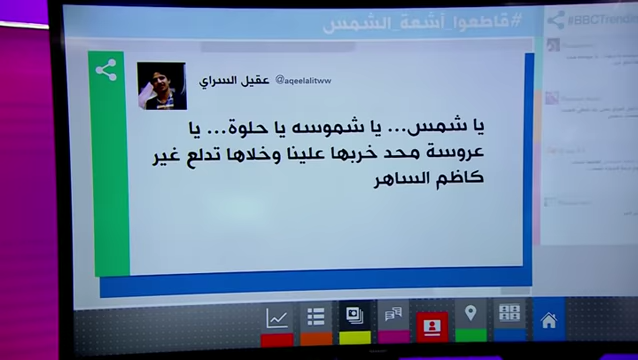 #قاطعوا_أشعة_الشمس
#BBCTrendi
عقيل السراي @aqeelalitww
يا شمس... يا شموسه يا حلوة... يا
عروسة محد خربها علينا وخلاها تدلع غير
كاظم الساهر